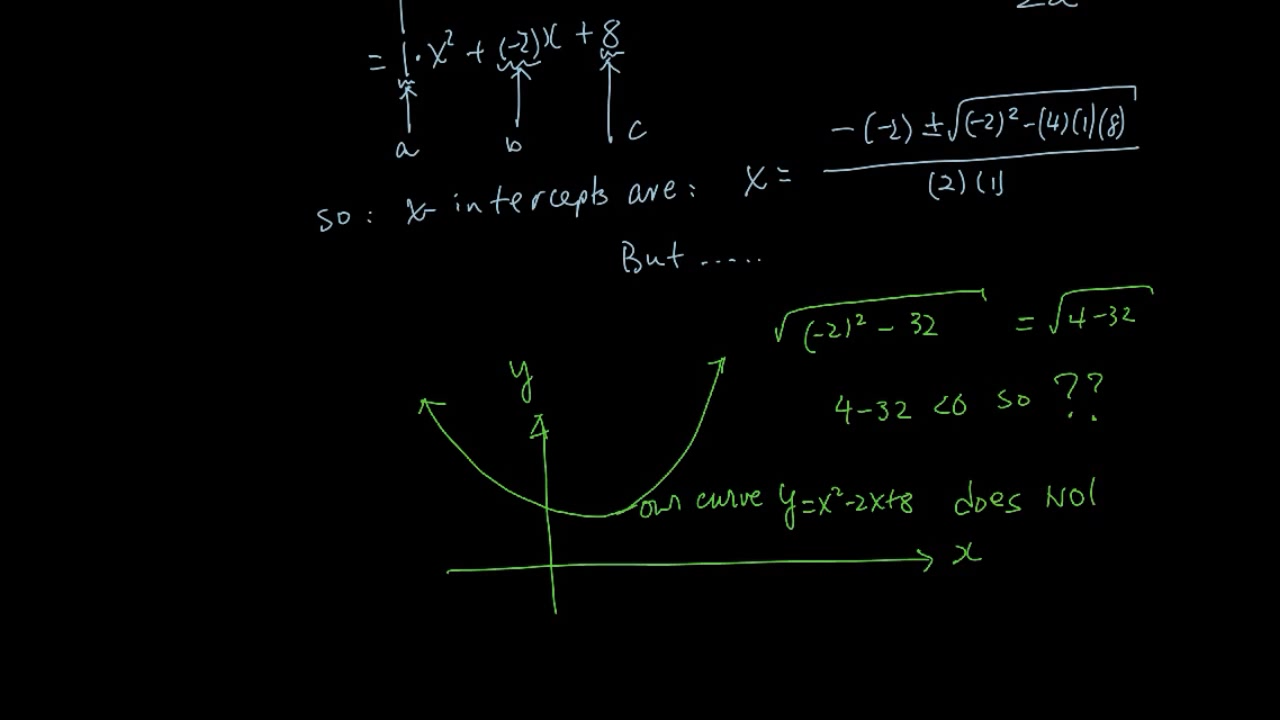 2a
= 1·x² + (-2)x + 8
a b c
so: x-intercepts are: x = -(-2) ± √(-2)² - (4)(1)(8) / (2)(1)
But .....
√(-2)² - 32 = √4-32
y
4-32 <0 so ??
our curve y=x²-2x+8 does NOT
x